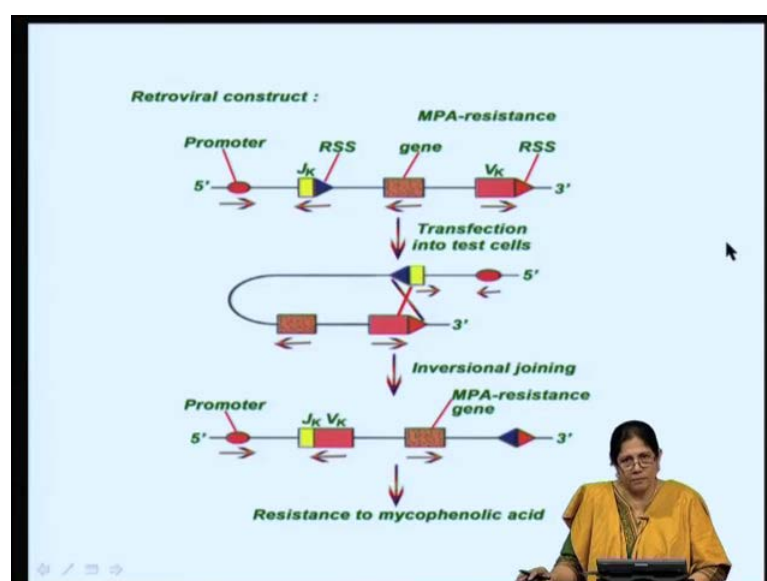 Retroviral construct :
MPA-resistance
Promoter RSS gene RSS
JK VK
5' 3'
Transfection
into test cells
5'
3'
Inversional joining
MPA-resistance
gene
Promoter
JK VK
5' 3'
Resistance to mycophenolic acid